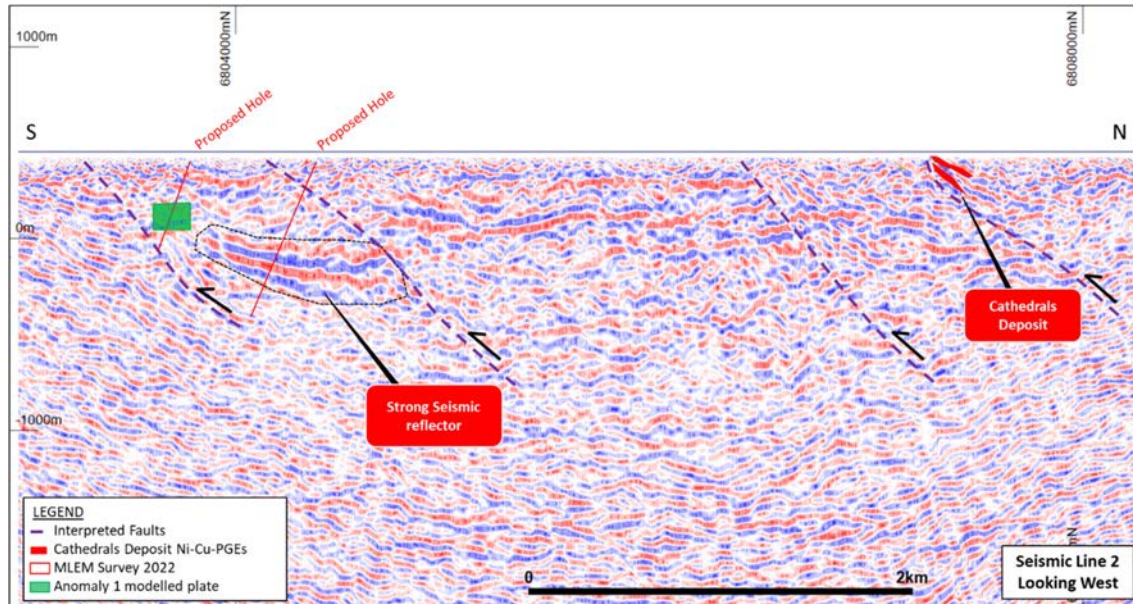 6804000mN
6808000mN
1000m
Proposed Hole
Proposed Hole
S
N
0m
Cathedrals
Deposit
Strong Seismic
reflector
-1000m
LEGEND
Interpreted Faults
Cathedrals Deposit Ni-Cu-PGEs
MLEM Survey 2022
Anomaly 1 modelled plate
0
2km
Seismic Line 2
Looking West